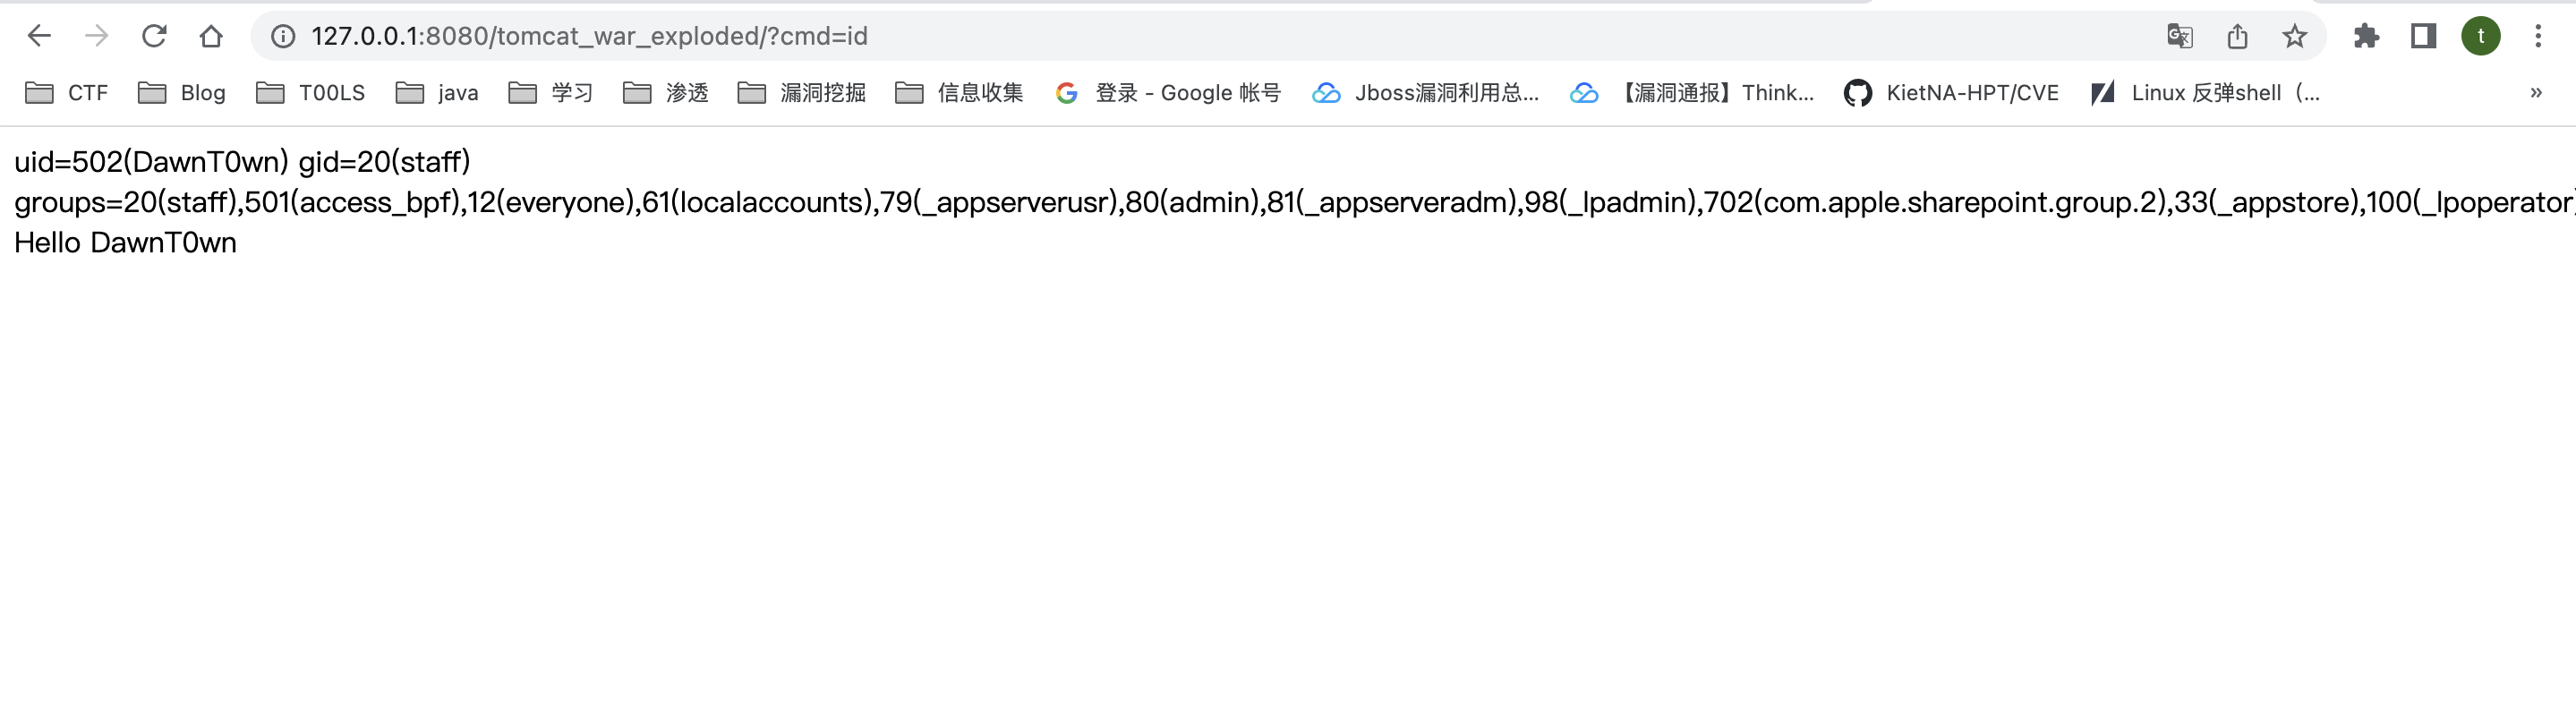 127.0.0.1:8080/tomcat_war_exploded/?cmd=id
t
CTF Blog T00LS java 学习 渗透 漏洞挖掘 信息收集 登录 - Google 帐号 Jboss漏洞利用总... 【漏洞通报】Think... KietNA-HPT/CVE Linux 反弹shell（... »
uid=502(DawnT0wn) gid=20(staff)
groups=20(staff),501(access_bpf),12(everyone),61(localaccounts),79(_appserverusr),80(admin),81(_appserveradm),98(_lpadmin),702(com.apple.sharepoint.group.2),33(_appstore),100(_lpoperator)
Hello DawnT0wn